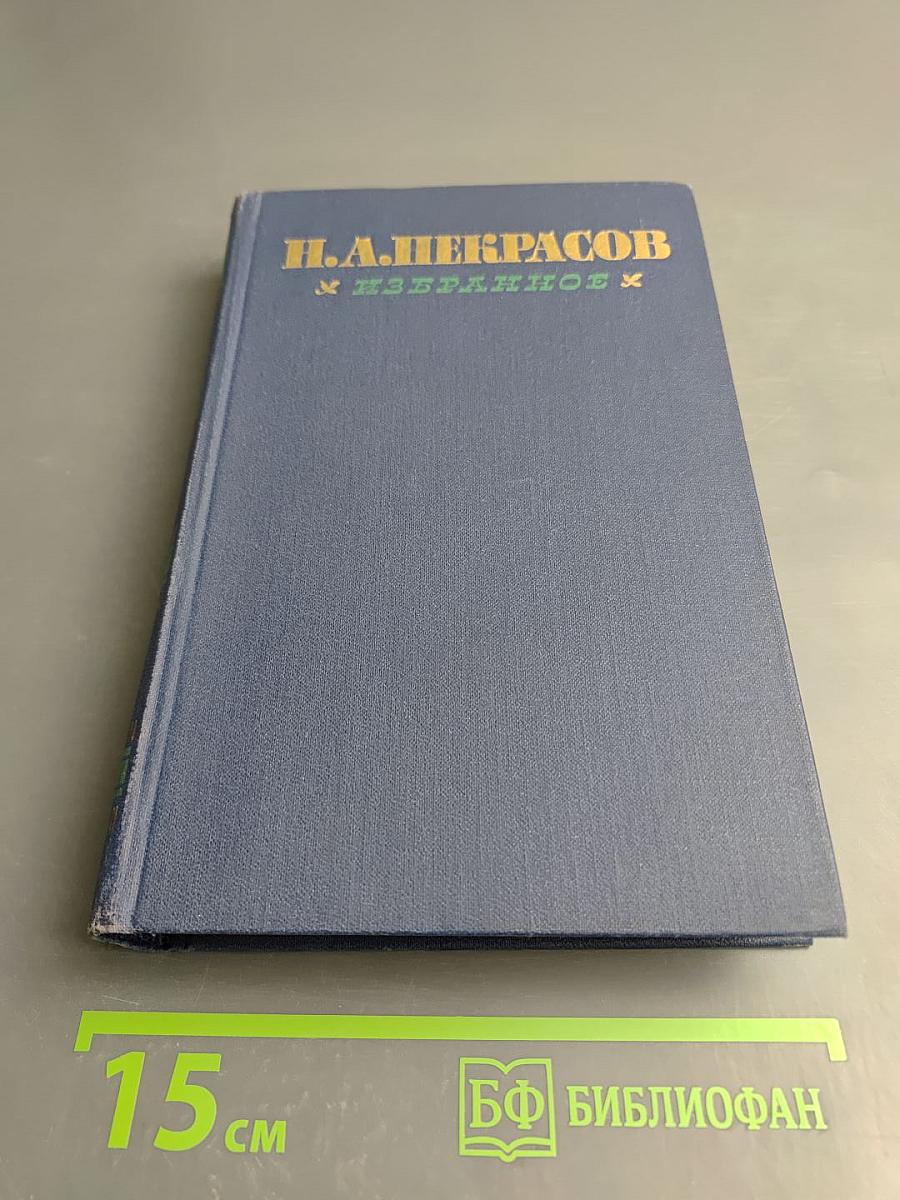 Н.А.НЕКРАСОВ
ИЗБРАННОЕ
15 см
БФ БИБЛИОФАН